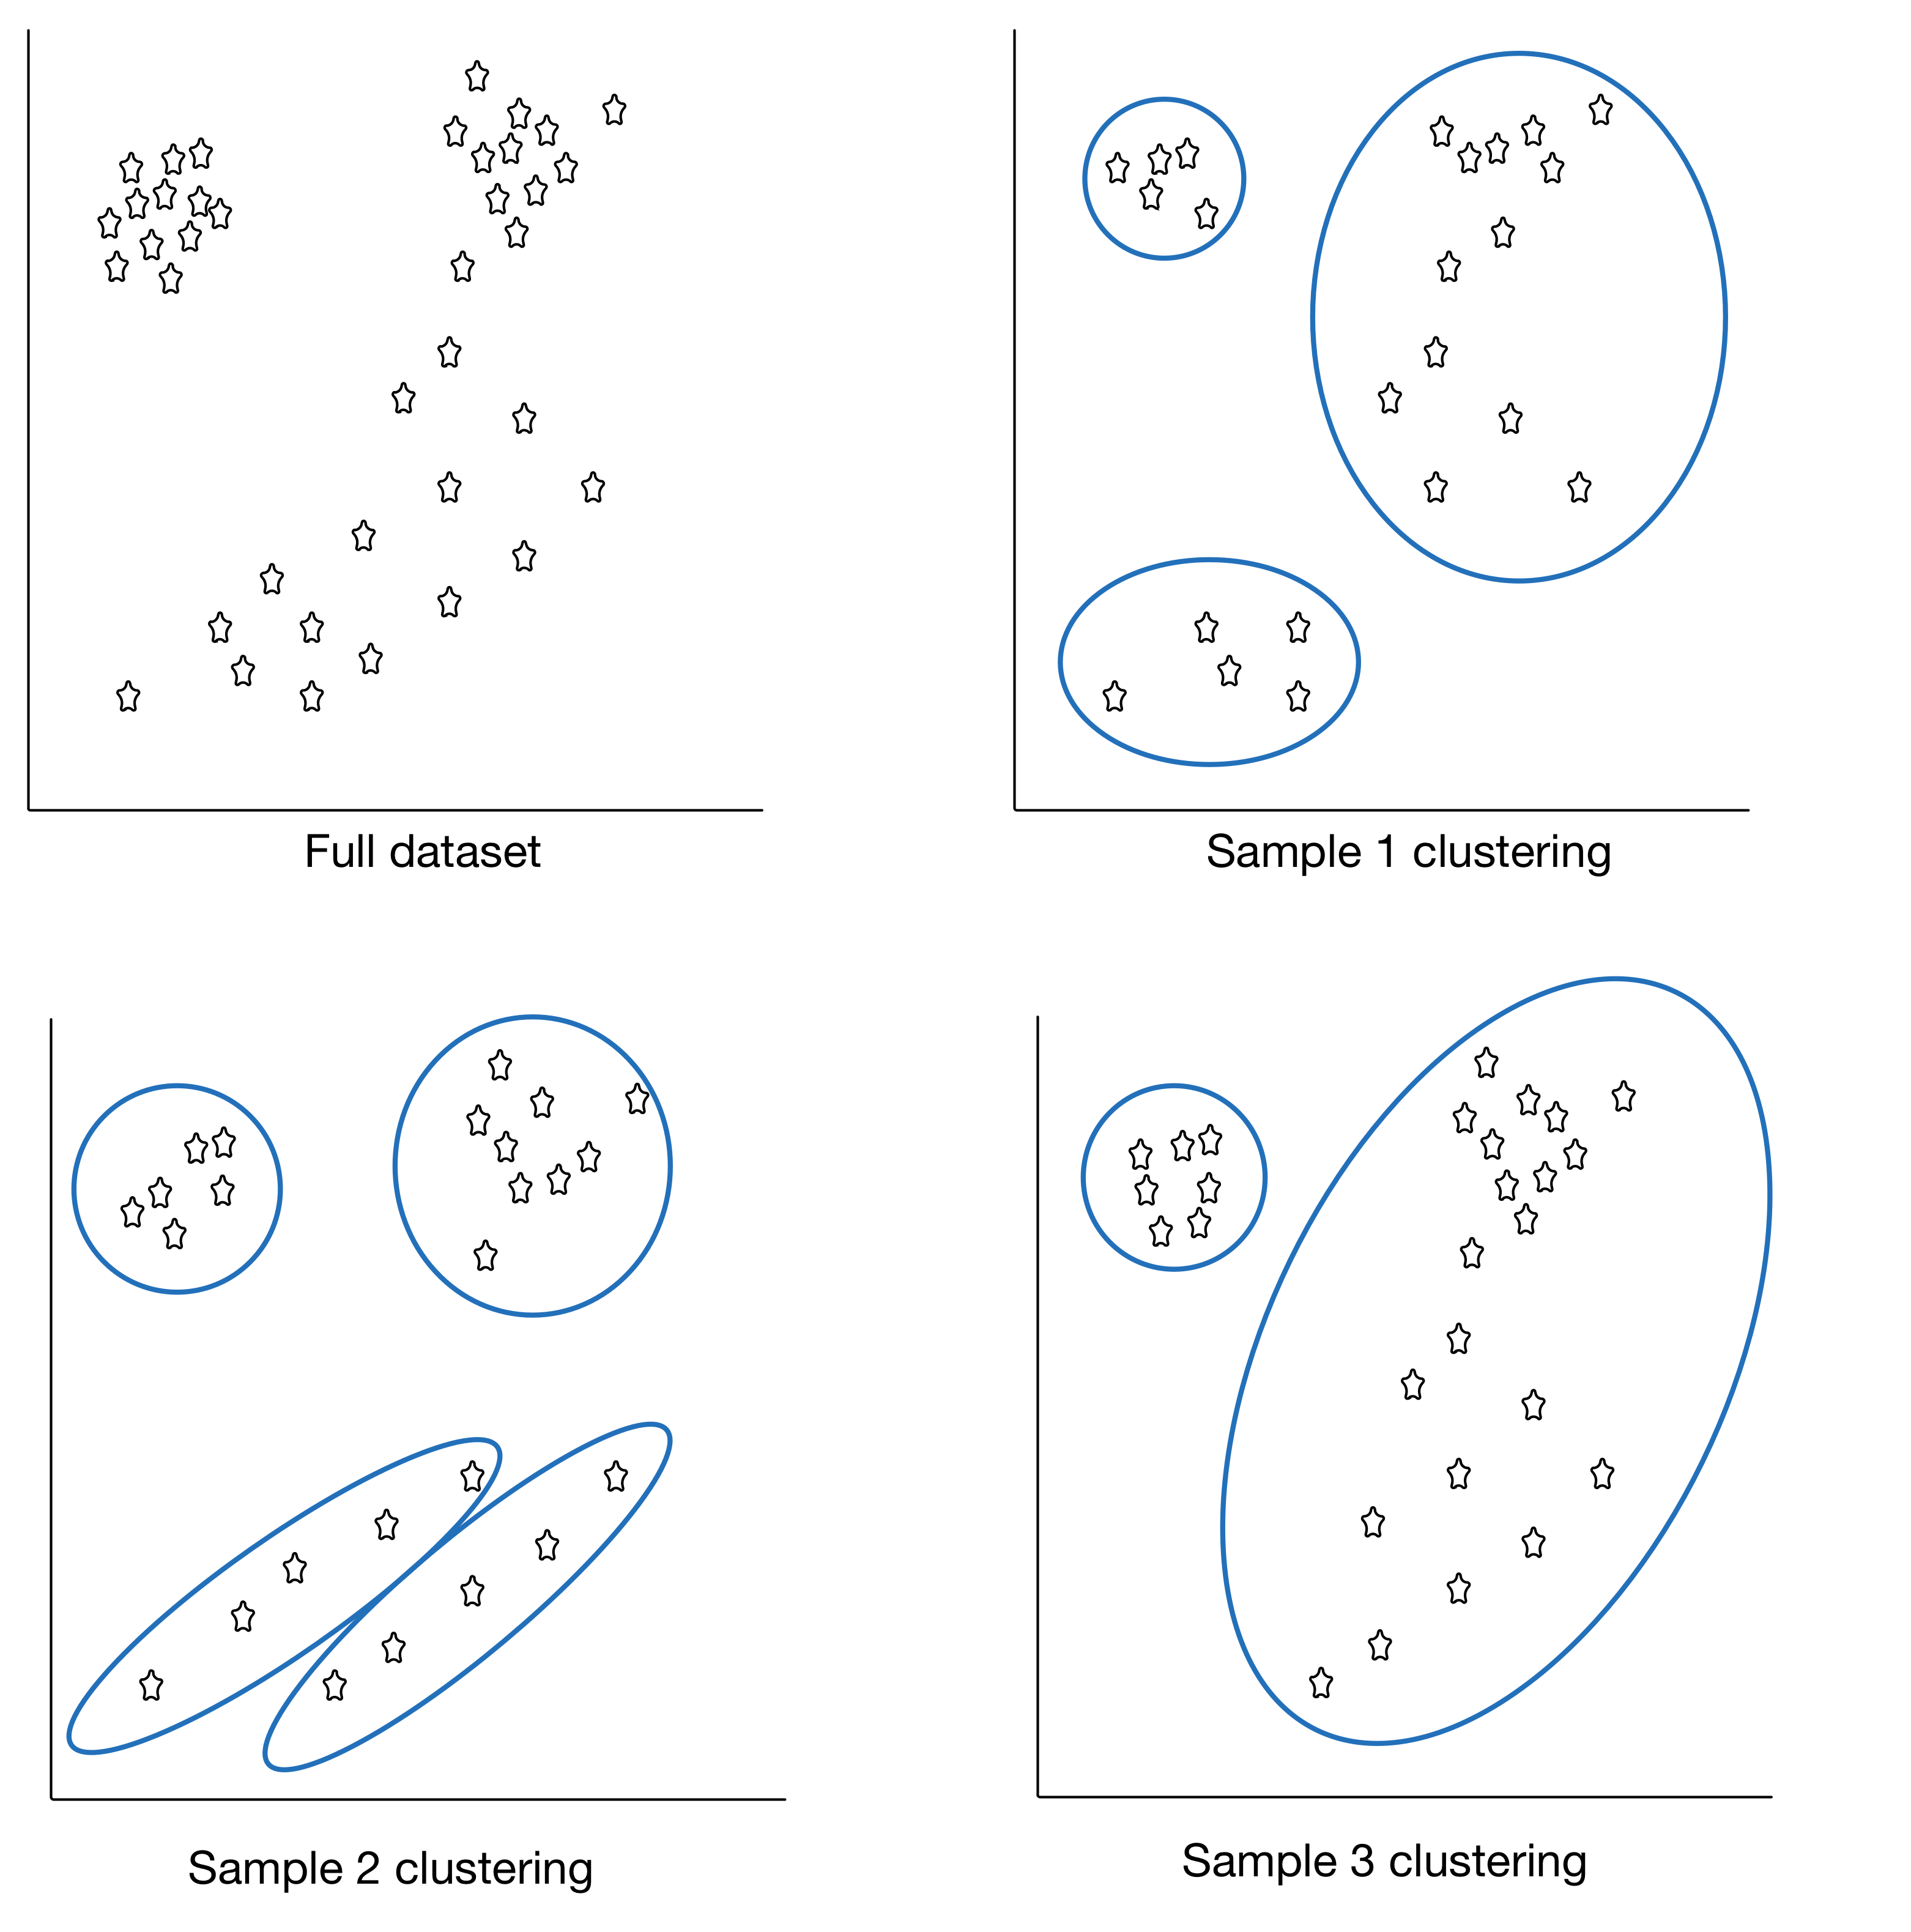 Full dataset
Sample 1 clustering
Sample 2 clustering
Sample 3 clustering